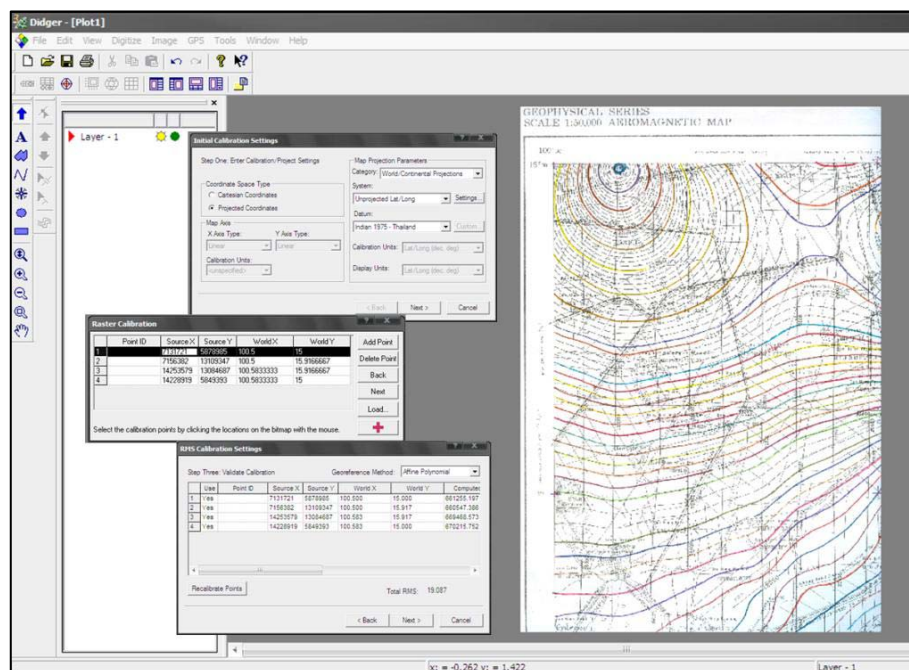 Didger - [Plot1]
File Edit View Digitize Image GPS Tools Window Help
Layer - 1
Initial Calibration Settings
Step One: Enter Calibration/Project Settings
Coordinate Space Type
Cartesian Coordinates
Projected Coordinates
Map Axis
X Axis Type: Y Axis Type:
Linear Linear
Calibration Units:
<unspecified>
Map Projection Parameters
Category: World/Continental Projections
System:
Unprojected Lat/Long Settings...
Datum:
Indian 1975 - Thailand Custom...
Calibration Units: Lat/Long (dec. deg)
Display Units: Lat/Long (dec. deg)
< Back Next > Cancel
Raster Calibration
Point ID Source X Source Y World X World Y
1 7131721 5878985 100.5 15
2 7156382 13109347 100.5 15.9166667
3 14253579 13084687 100.5833333 15.9166667
4 14228919 5849393 100.5833333 15
Add Point
Delete Point
Back
Next
Load...
Select the calibration points by clicking the locations on the bitmap with the mouse.
RMS Calibration Settings
Step Three: Validate Calibration Georeference Method: Affine Polynomial
Use Point ID Source X Source Y World X World Y Computer
1 Yes 7131721 5878985 100.500 15.000 661258.197
2 Yes 7156382 13109347 100.500 15.917 660547.386
3 Yes 14253579 13084687 100.583 15.917 669468.573
4 Yes 14228919 5849393 100.583 15.000 670215.752
Recalibrate Points Total RMS: 19.087
< Back Next > Cancel
GEOPHYSICAL SERIES
SCALE 1:50,000 AEROMAGNETIC MAP
x: = -0.262 y: = 1.422 Layer - 1